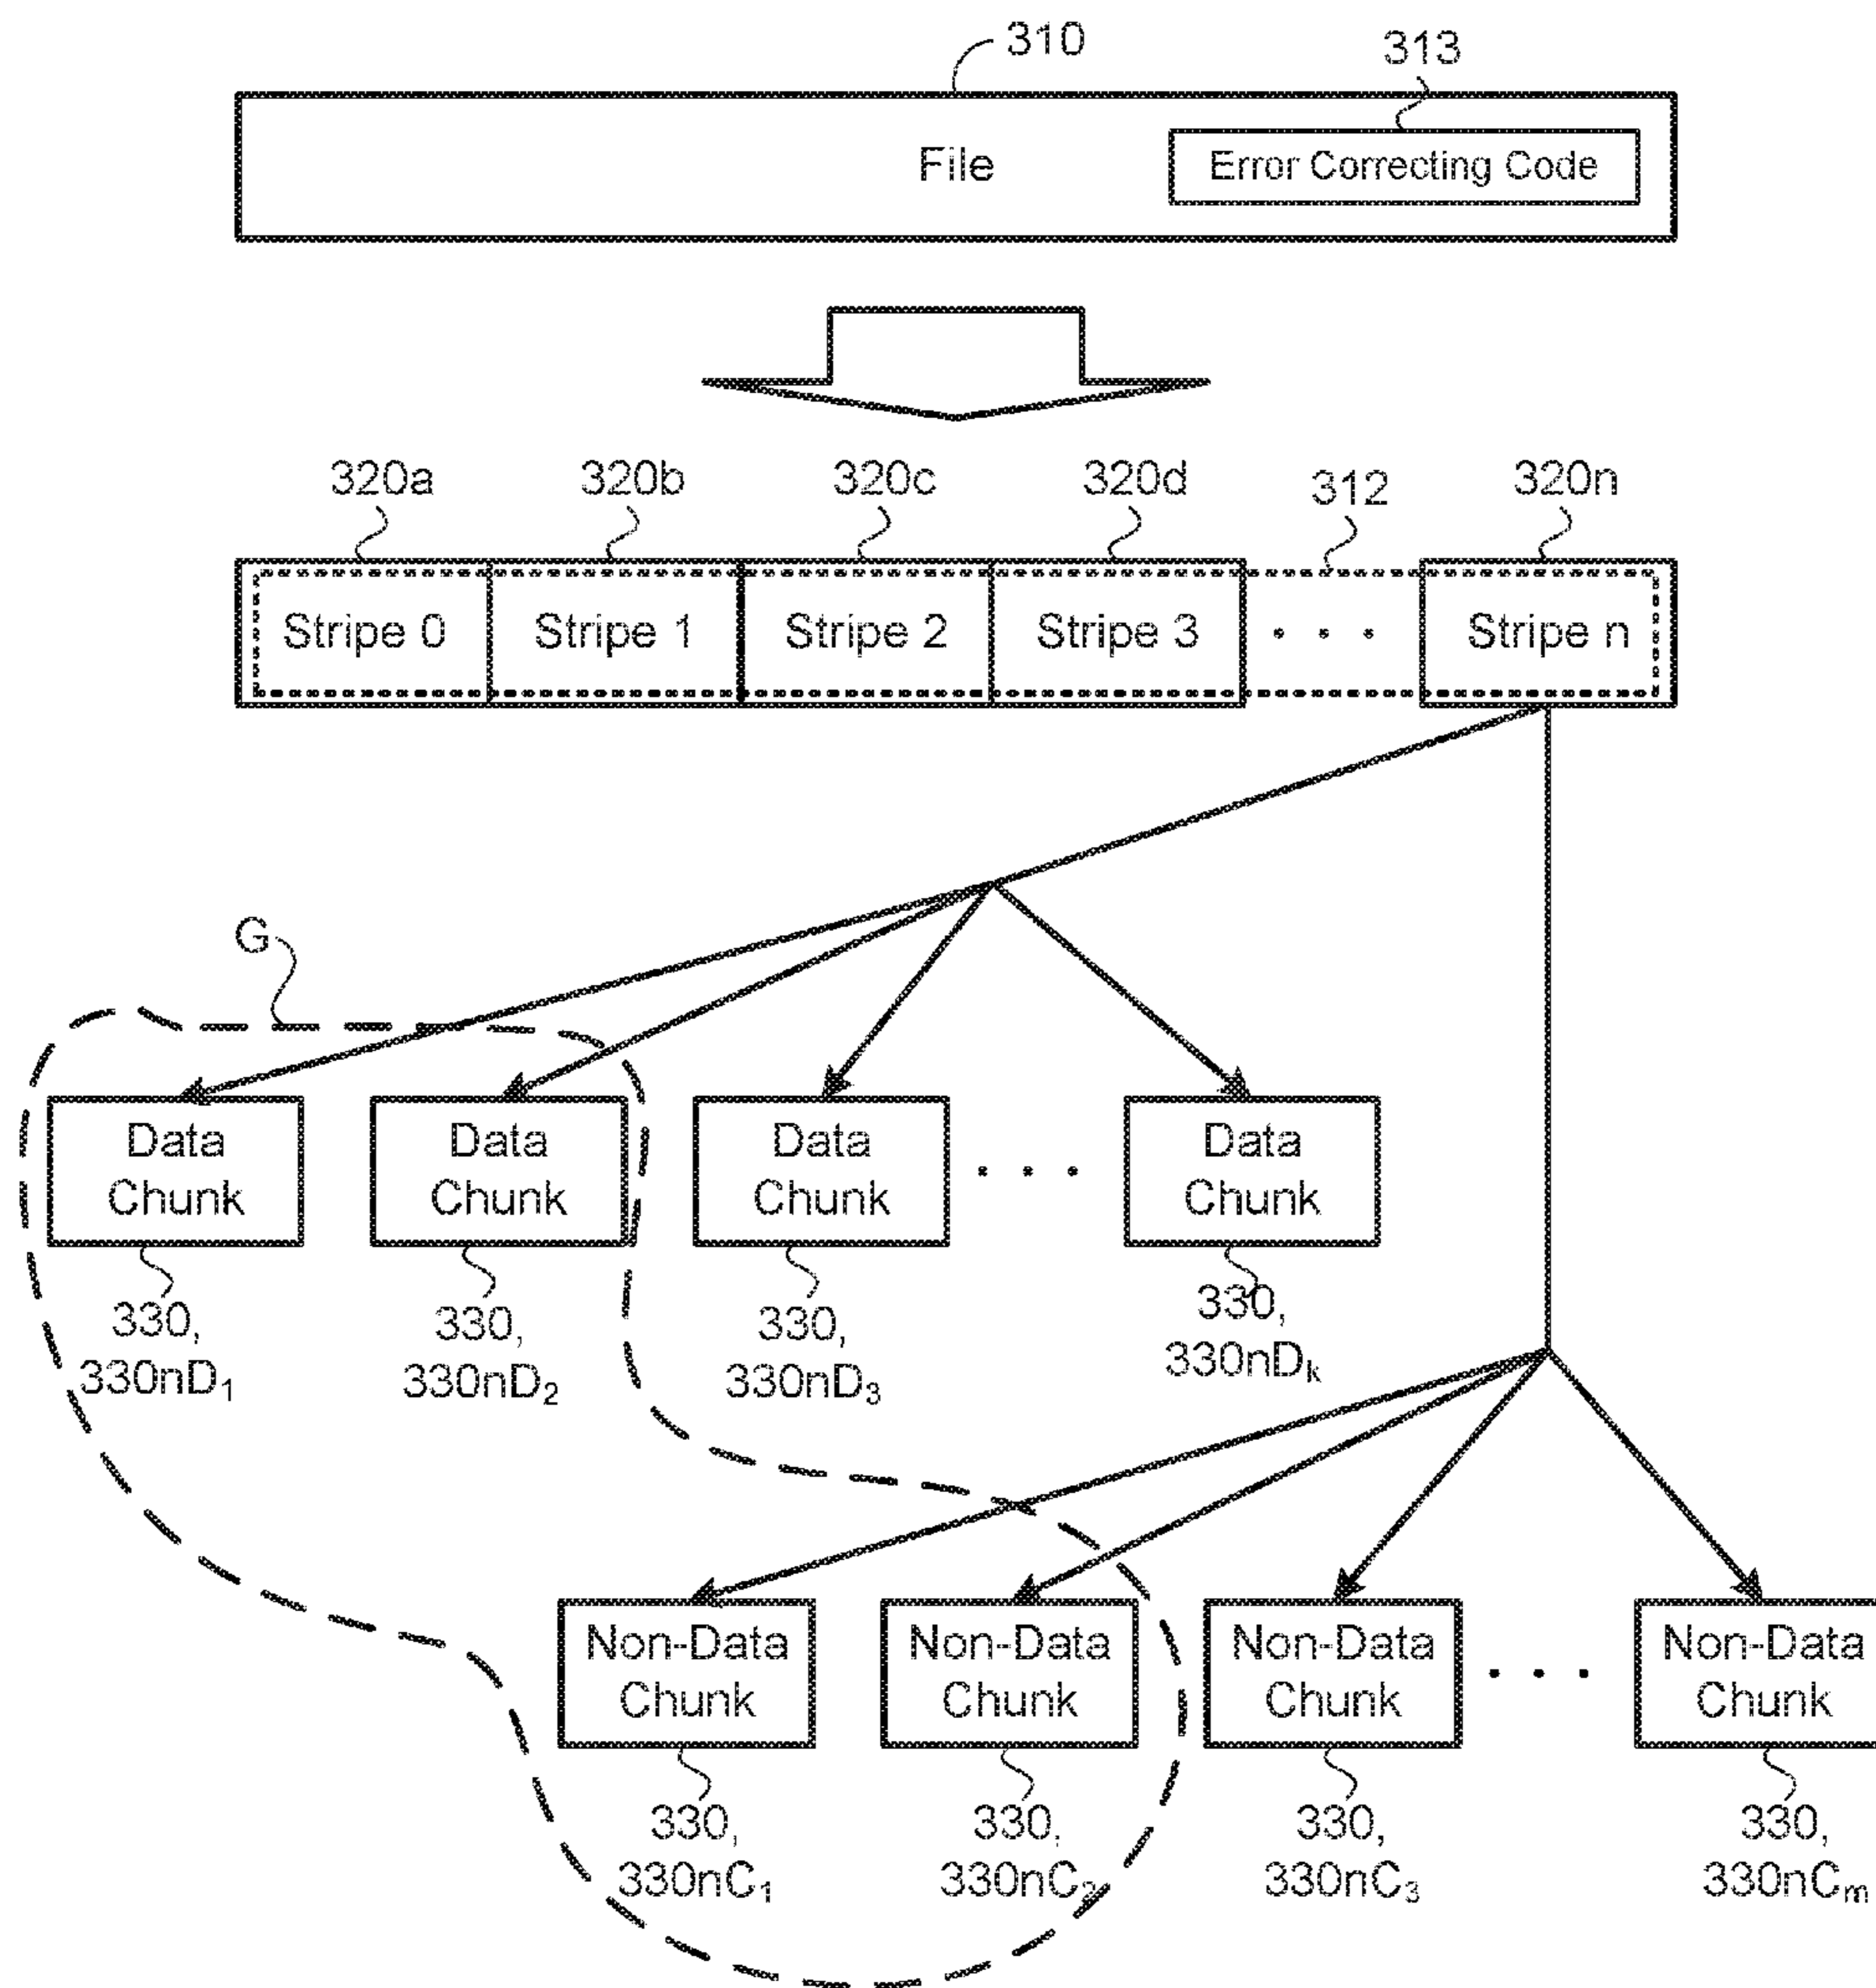 310
313
File
Error Correcting Code
320a 320b 320c 320d 312 320n
Stripe 0 Stripe 1 Stripe 2 Stripe 3 . . . Stripe n
G
Data Chunk
Data Chunk
Data Chunk
. . .
Data Chunk
330, 330nD₁
330, 330nD₂
330, 330nD₃
330, 330nDₖ
Non-Data Chunk
Non-Data Chunk
Non-Data Chunk
. . .
Non-Data Chunk
330, 330nC₁
330, 330nC₂
330, 330nC₃
330, 330nCₘ